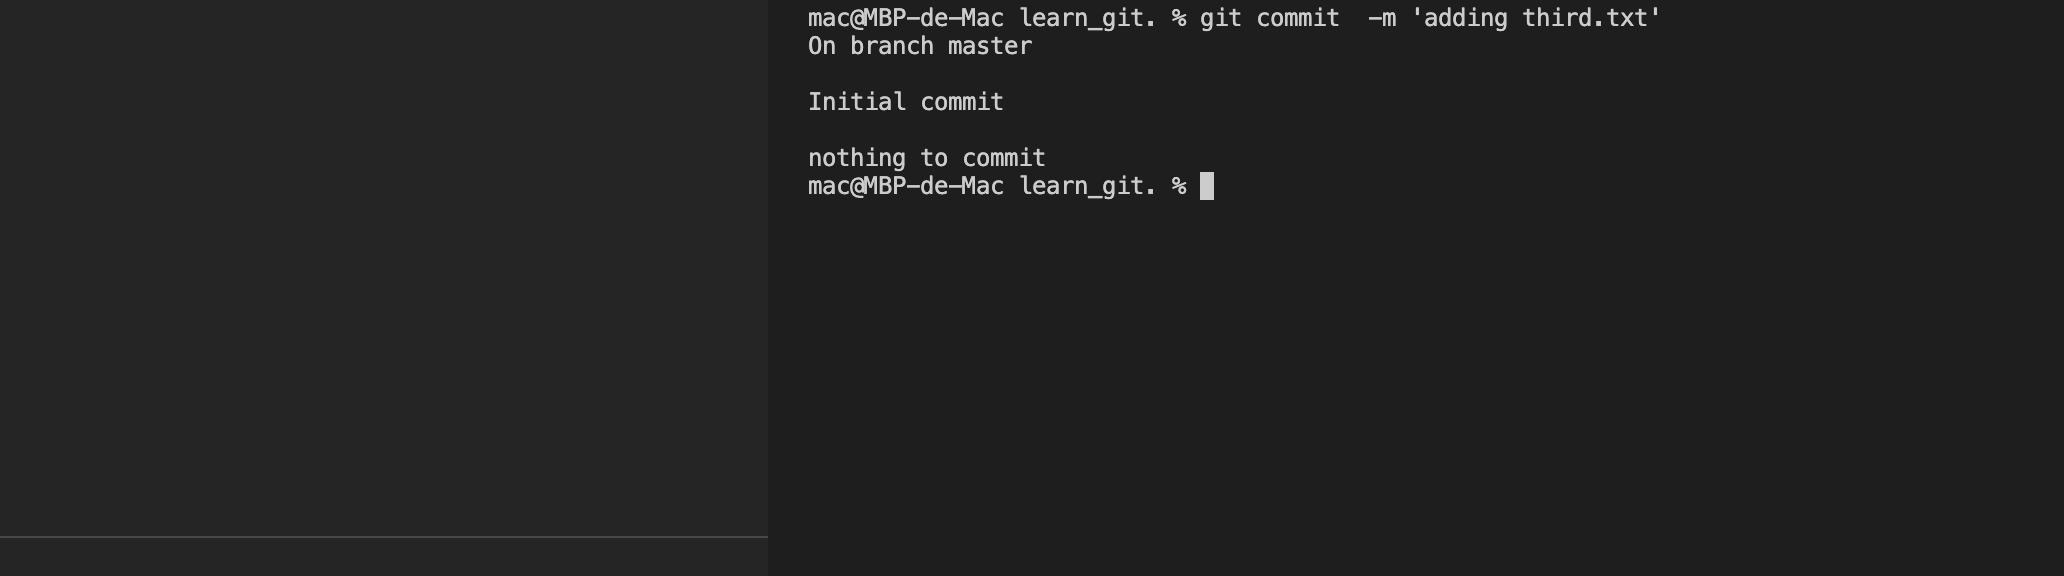 mac@MBP-de-Mac learn_git. % git commit  -m 'adding third.txt'
On branch master
Initial commit
nothing to commit
mac@MBP-de-Mac learn_git. %